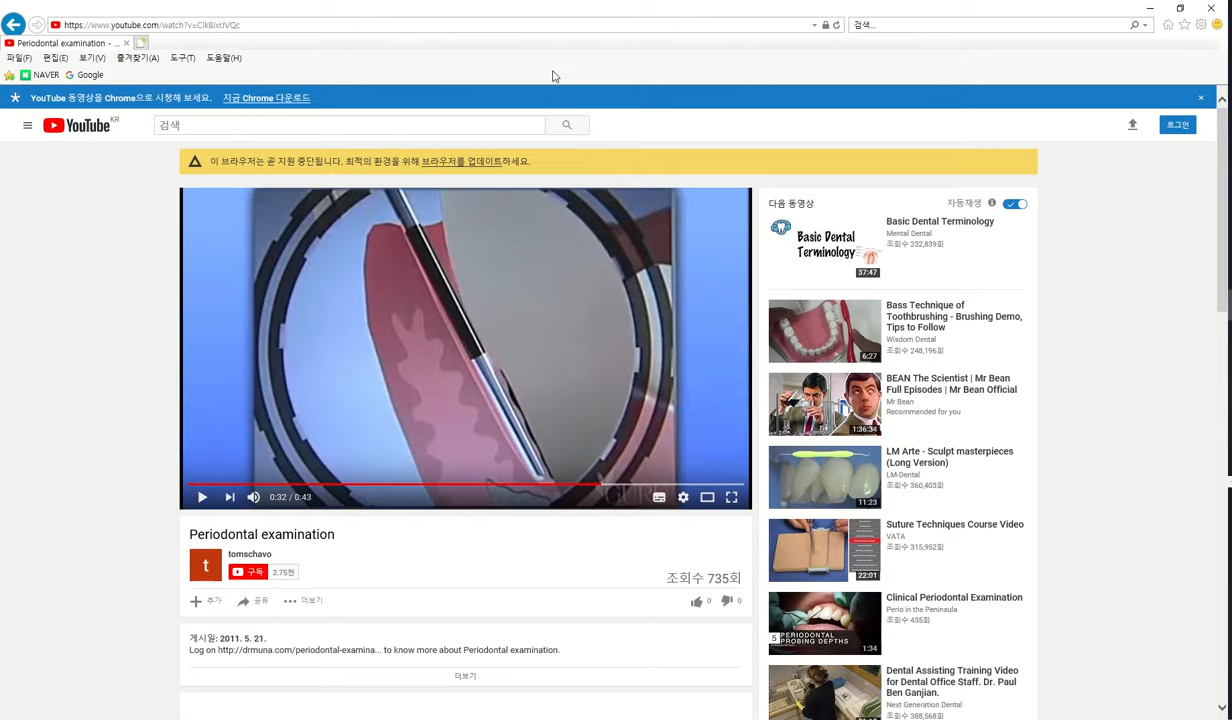 https://www.youtube.com/watch?v=CikBIxrJVQc
검색...
Periodontal examination - ...
파일(F) 편집(E) 보기(V) 즐겨찾기(A) 도구(T) 도움말(H)
NAVER Google
YouTube 동영상을 Chrome으로 시청해 보세요. 지금 Chrome 다운로드
YouTube KR
검색
로그인
이 브라우저는 곧 지원 중단됩니다. 최적의 환경을 위해 브라우저를 업데이트하세요.
0:32 / 0:43
Periodontal examination
t
tomschavo
구독 2.75천
조회수 735회
추가 공유 더보기
0 0
게시일: 2011. 5. 21.
Log on http://drmuna.com/periodontal-examina... to know more about Periodontal examination.
더보기
다음 동영상
자동재생
Basic Dental
Terminology
37:47
Basic Dental Terminology
Mental Dental
조회수 232,839회
6:27
Bass Technique of
Toothbrushing - Brushing Demo,
Tips to Follow
Wisdom Dental
조회수 248,196회
1:36:34
BEAN The Scientist | Mr Bean
Full Episodes | Mr Bean Official
Mr Bean
Recommended for you
11:23
LM Arte - Sculpt masterpieces
(Long Version)
LM-Dental
조회수 360,403회
22:01
Suture Techniques Course Video
VATA
조회수 315,952회
5 PERIODONTAL
PROBING DEPTHS
1:34
Clinical Periodontal Examination
Perio in the Peninsula
조회수 435회
Dental Assisting Training Video
for Dental Office Staff. Dr. Paul
Ben Ganjian.
Next Generation Dental
조회수 388,568회